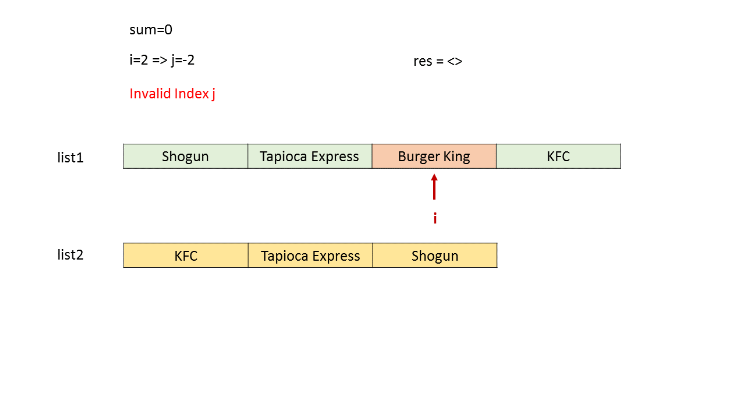 sum=0
i=2 => j=-2
res = <>
Invalid Index j
list1
Shogun
Tapioca Express
Burger King
KFC
i
list2
KFC
Tapioca Express
Shogun